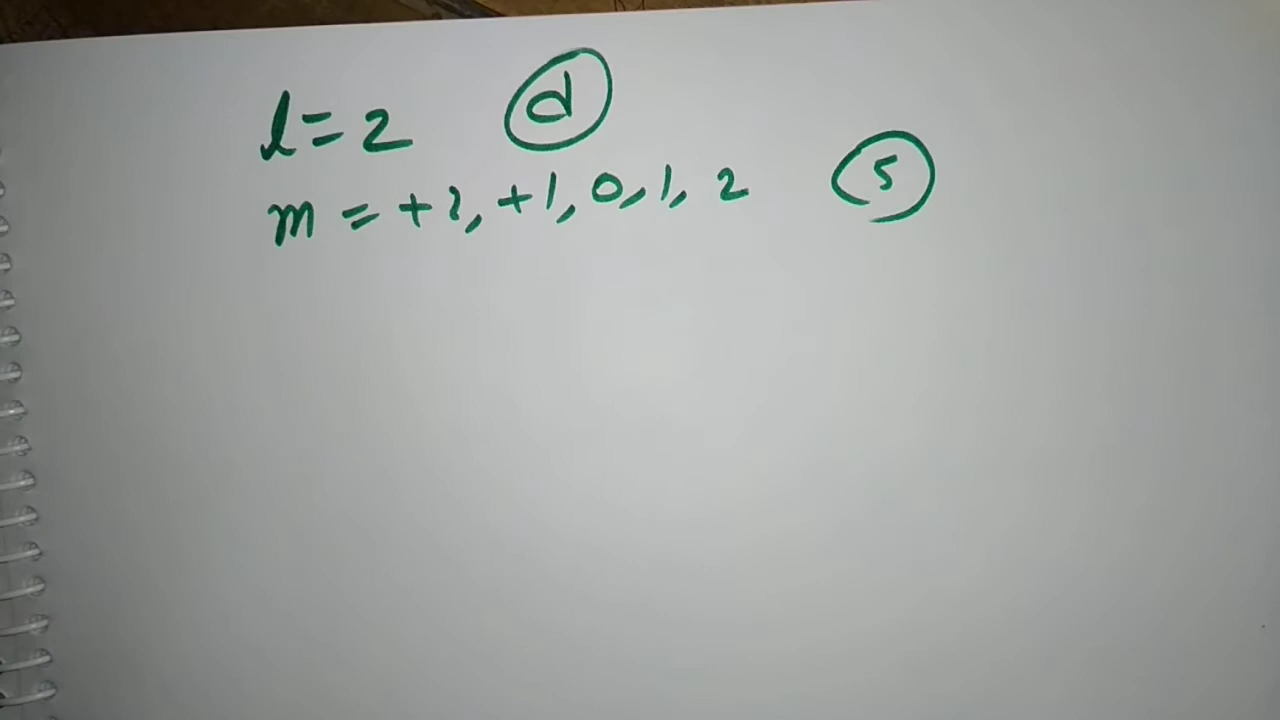 l=2 d
m = +2, +1, 0, 1, 2 5